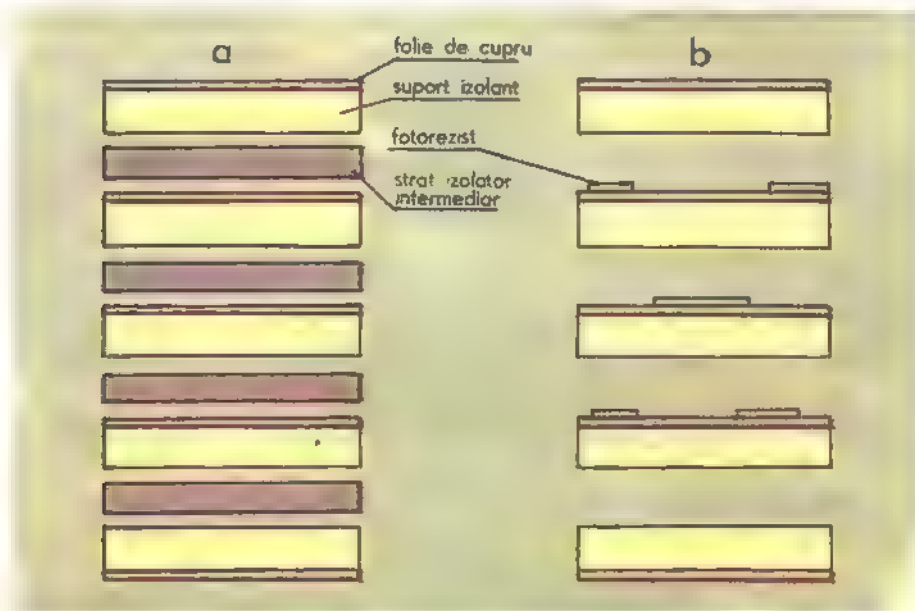 a
b
folie de cupru
suport izolant
fotorezist
strat izolator
intermediar